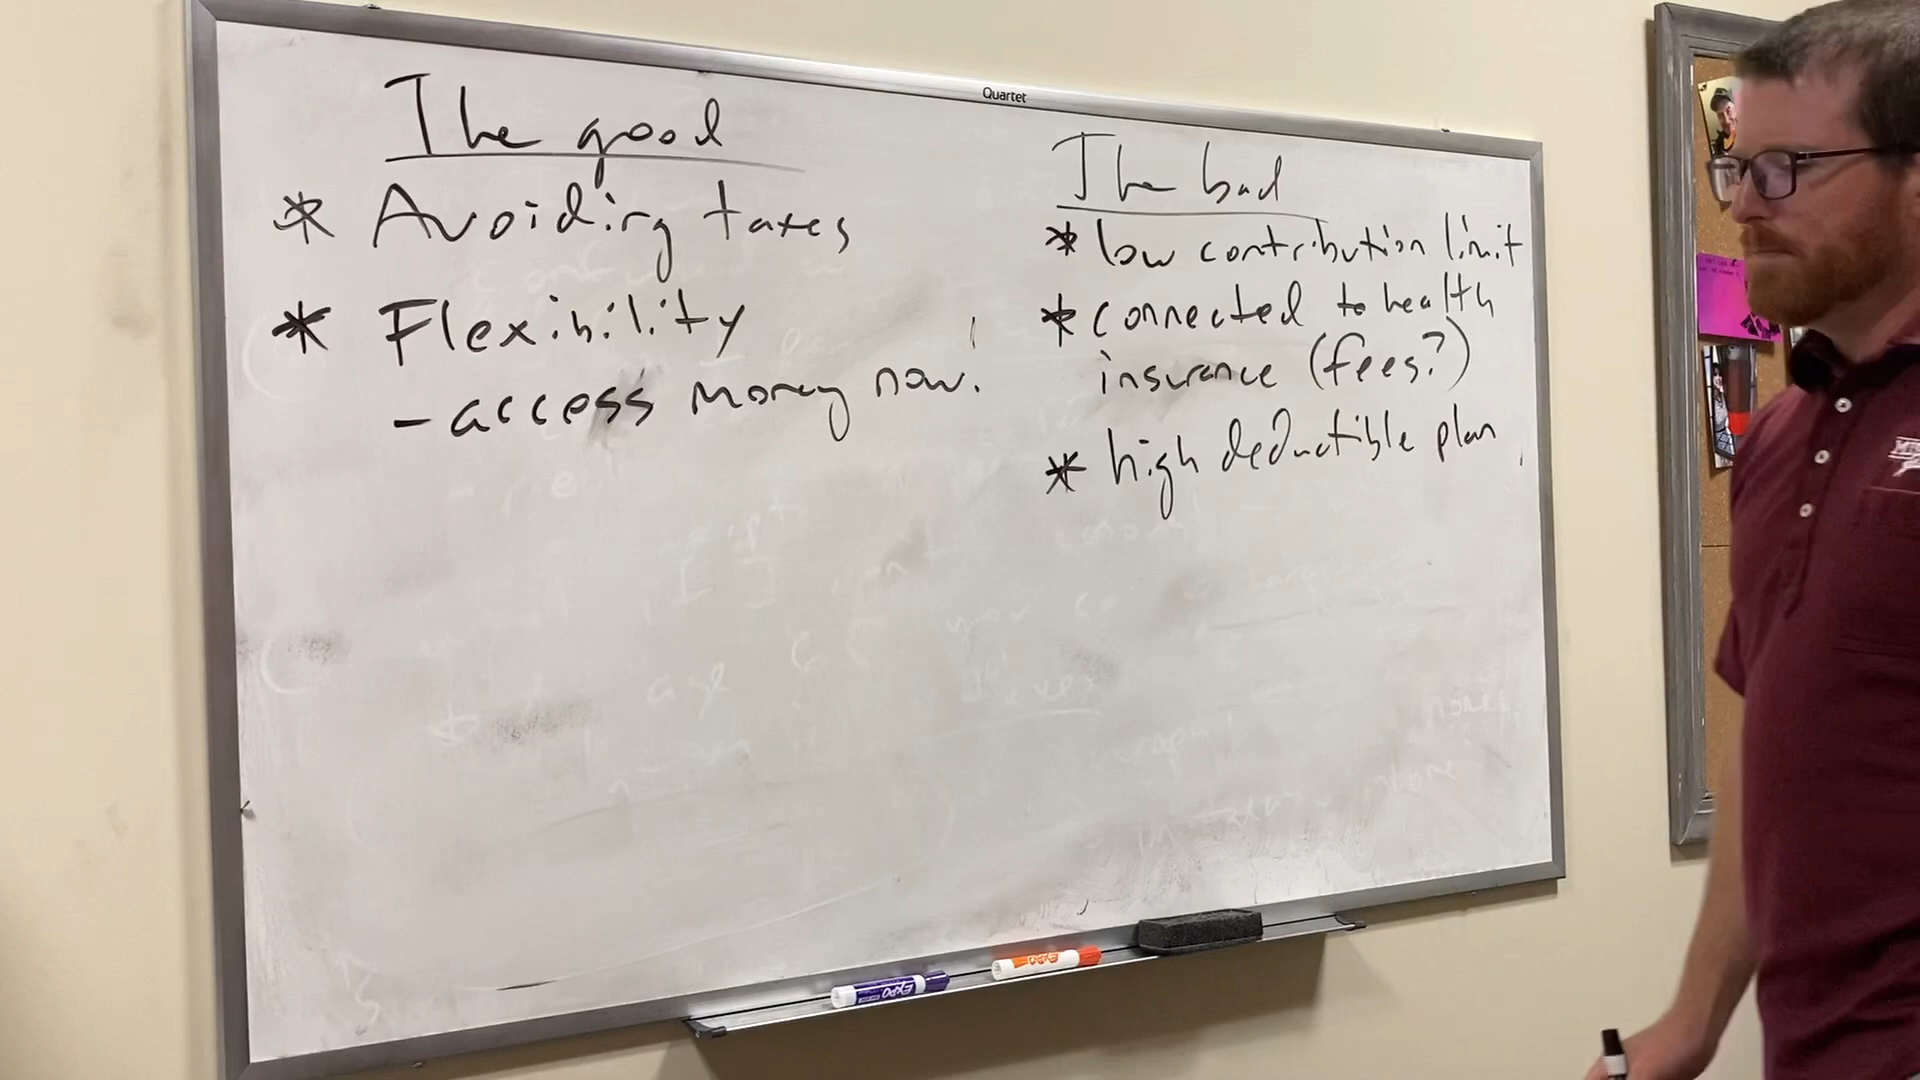 Quartet
The good
* Avoiding taxes
* Flexibility
- access money now!
The bad
* low contribution limit
* connected to health
insurance (fees?)
* high deductible plan
EXPO
EXPO